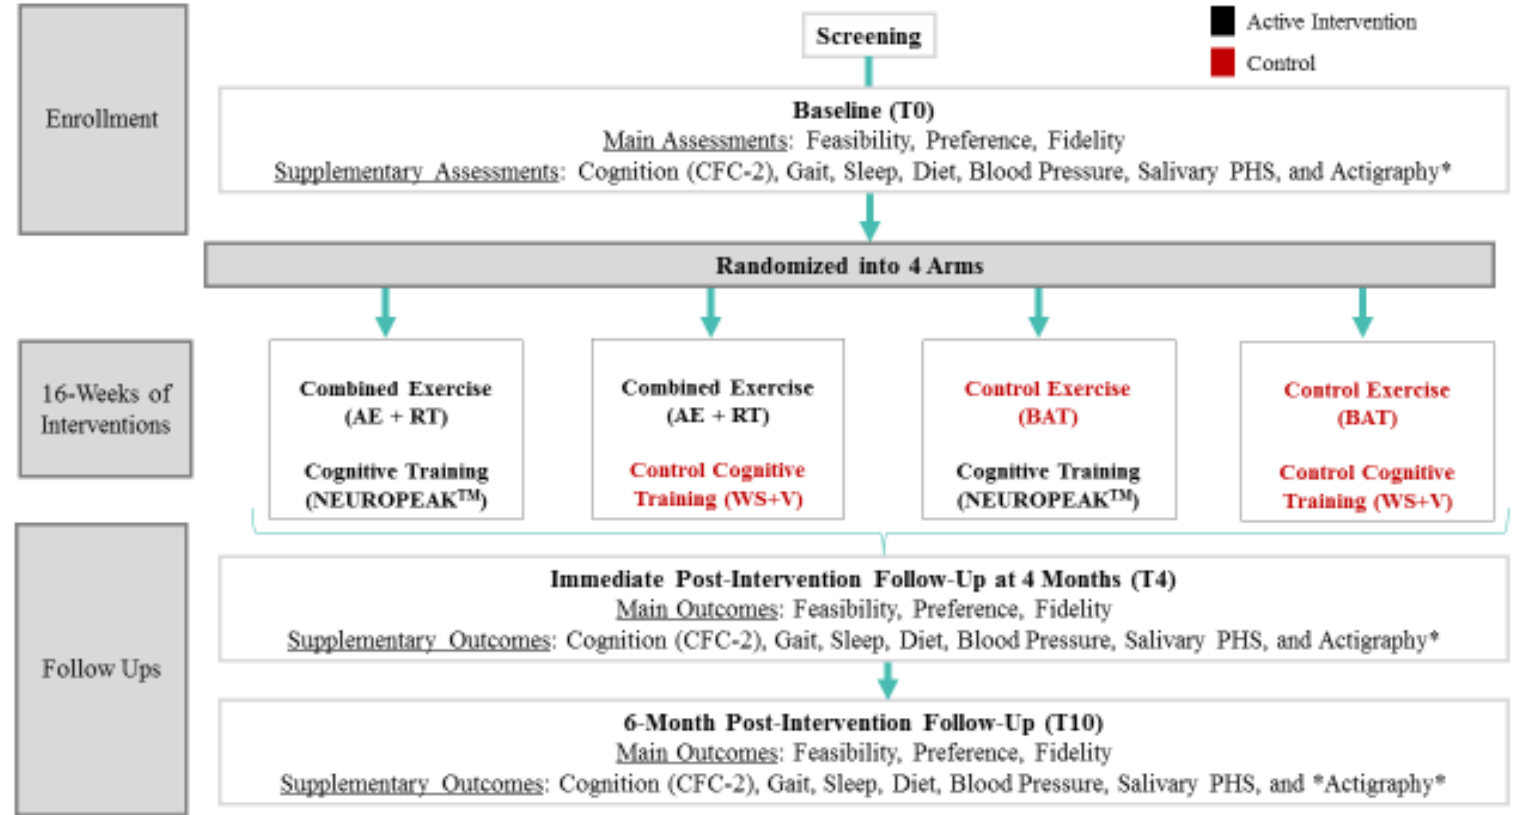 Screening
Active Intervention
Control
Enrollment
Baseline (T0)
Main Assessments: Feasibility, Preference, Fidelity
Supplementary Assessments: Cognition (CFC-2), Gait, Sleep, Diet, Blood Pressure, Salivary PHS, and Actigraphy*
Randomized into 4 Arms
16-Weeks of
Interventions
Combined Exercise
(AE + RT)
Cognitive Training
(NEUROPEAK™)
Combined Exercise
(AE + RT)
Control Cognitive
Training (WS+V)
Control Exercise
(BAT)
Cognitive Training
(NEUROPEAK™)
Control Exercise
(BAT)
Control Cognitive
Training (WS+V)
Follow Ups
Immediate Post-Intervention Follow-Up at 4 Months (T4)
Main Outcomes: Feasibility, Preference, Fidelity
Supplementary Outcomes: Cognition (CFC-2), Gait, Sleep, Diet, Blood Pressure, Salivary PHS, and Actigraphy*
6-Month Post-Intervention Follow-Up (T10)
Main Outcomes: Feasibility, Preference, Fidelity
Supplementary Outcomes: Cognition (CFC-2), Gait, Sleep, Diet, Blood Pressure, Salivary PHS, and *Actigraphy*